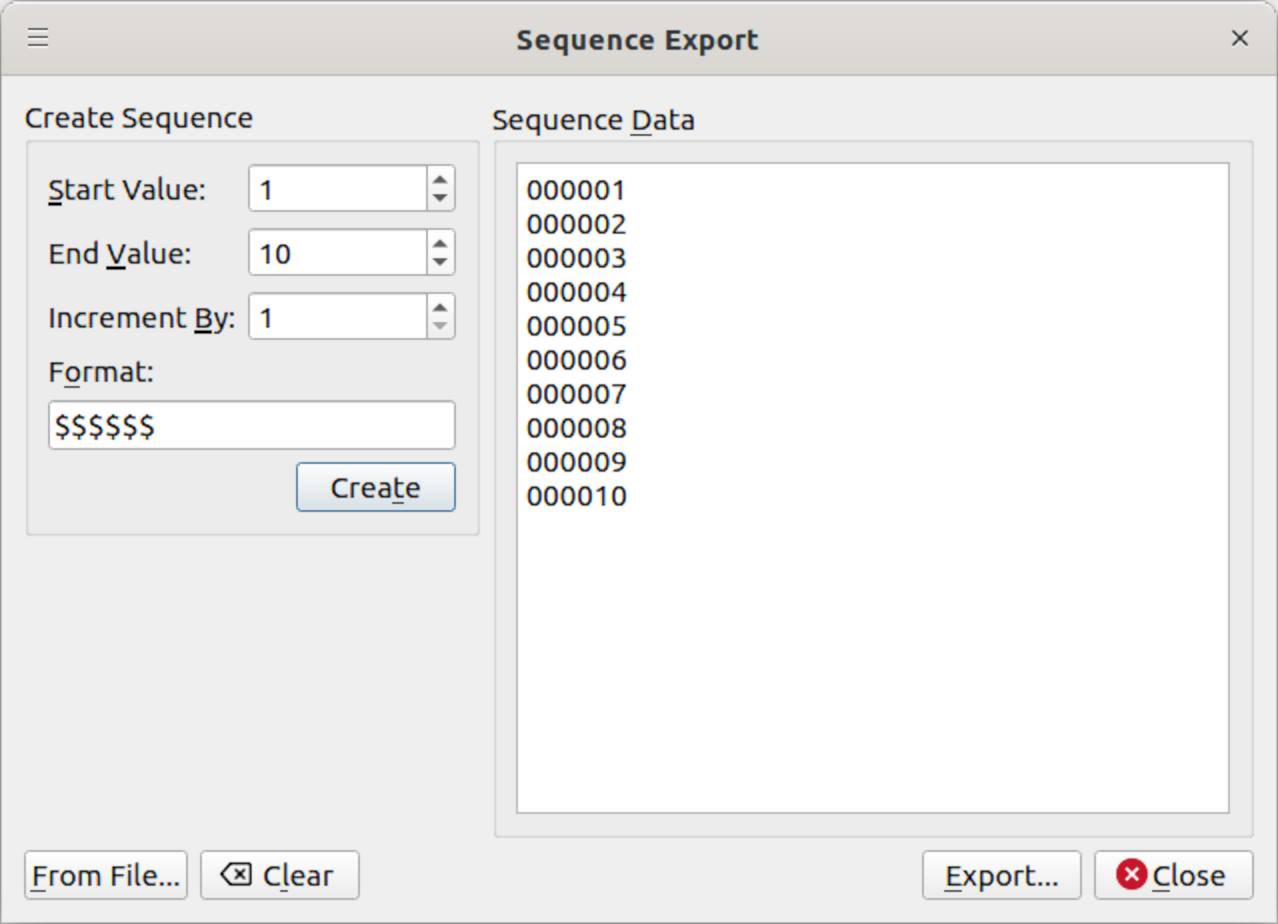 Sequence Export
Create Sequence
Start Value: 1
End Value: 10
Increment By: 1
Format:
$$$$$$
Create
Sequence Data
000001
000002
000003
000004
000005
000006
000007
000008
000009
000010
From File...
Clear
Export...
Close